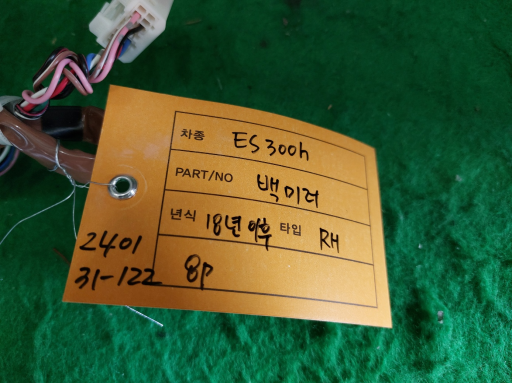 차종 ES300h
PART/NO 백미러
년식 18년이후 타입 RH
2401
31-122 8P